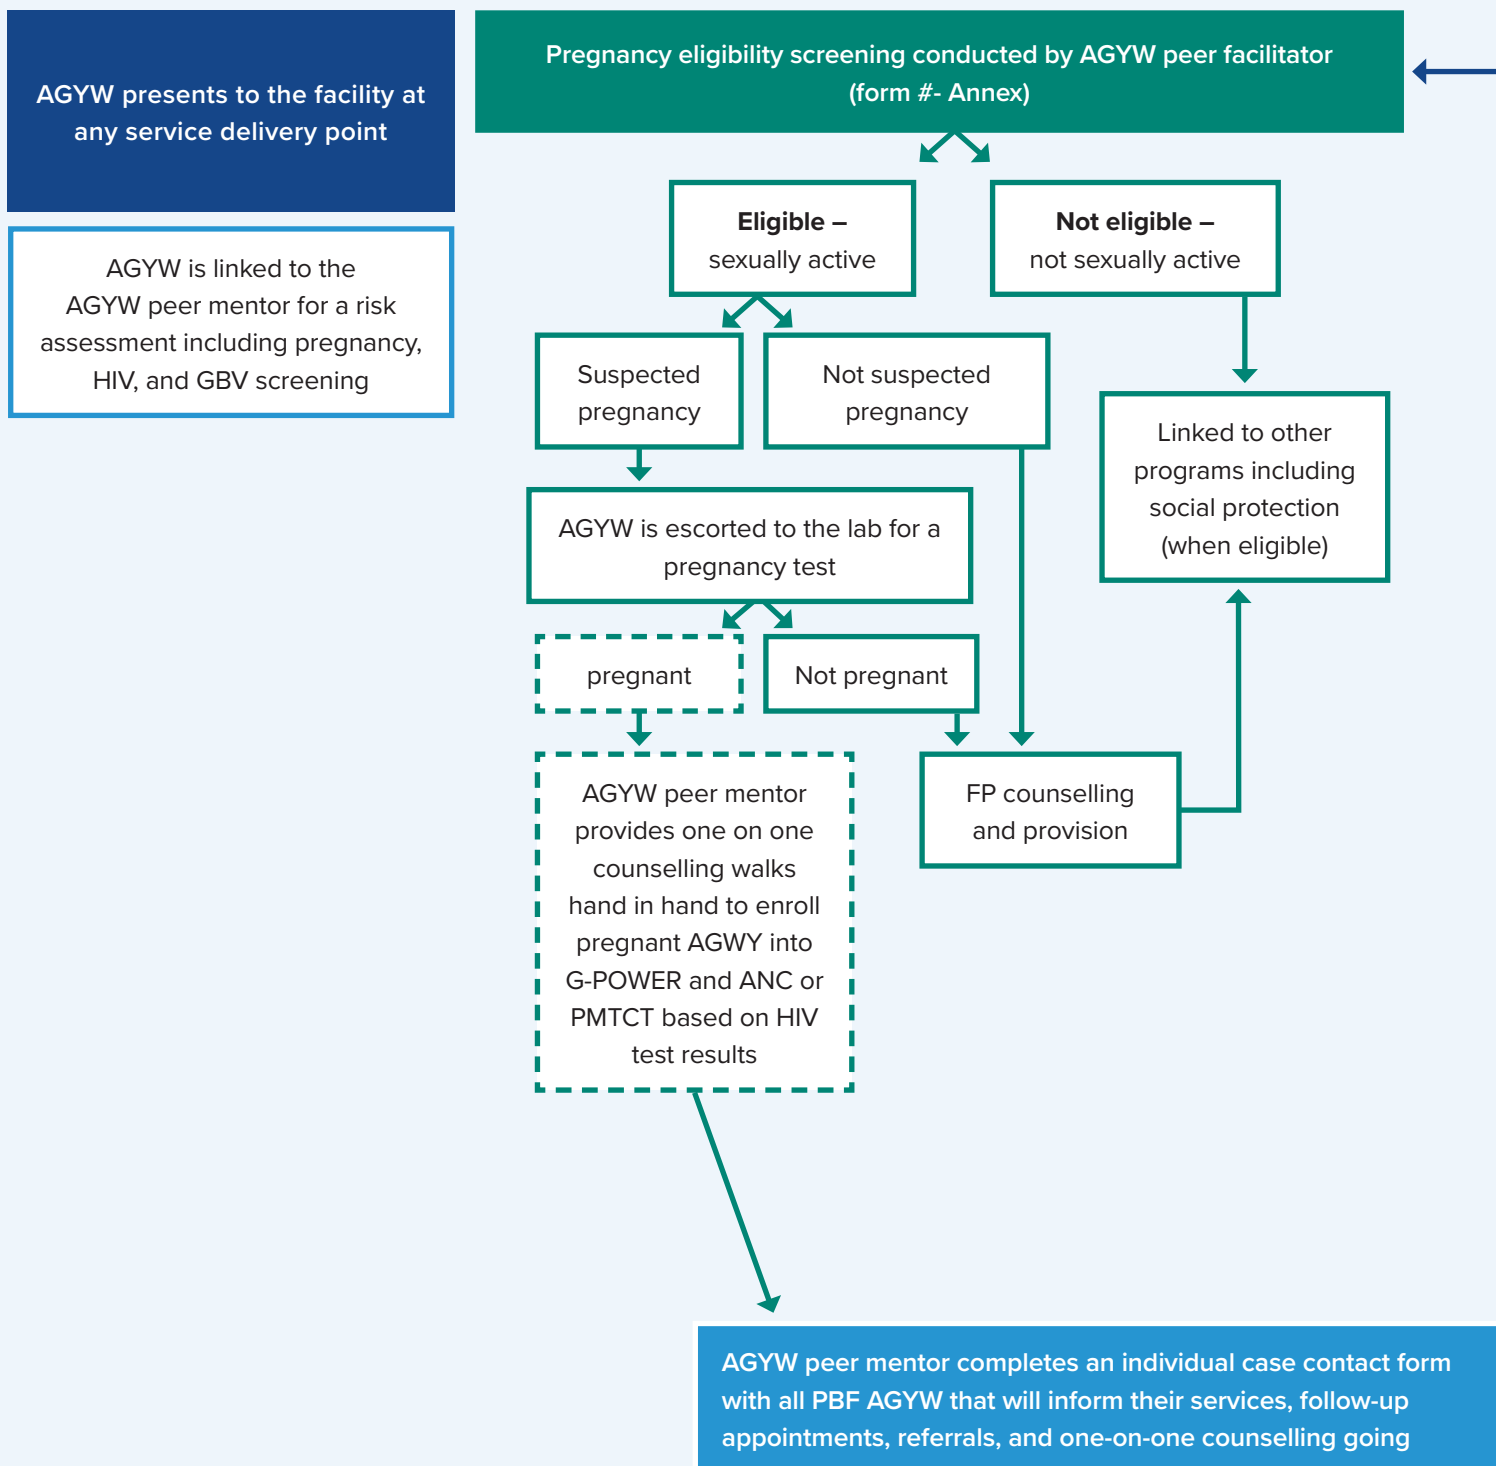 AGYW presents to the facility at
any service delivery point
AGYW is linked to the
AGYW peer mentor for a risk
assessment including pregnancy,
HIV, and GBV screening
Pregnancy eligibility screening conducted by AGYW peer facilitator
(form #- Annex)
Eligible –
sexually active
Not eligible –
not sexually active
Suspected
pregnancy
Not suspected
pregnancy
Linked to other
programs including
social protection
(when eligible)
AGYW is escorted to the lab for a
pregnancy test
pregnant
Not pregnant
AGYW peer mentor
provides one on one
counselling walks
hand in hand to enroll
pregnant AGWY into
G-POWER and ANC or
PMTCT based on HIV
test results
FP counselling
and provision
AGYW peer mentor completes an individual case contact form
with all PBF AGYW that will inform their services, follow-up
appointments, referrals, and one-on-one counselling going